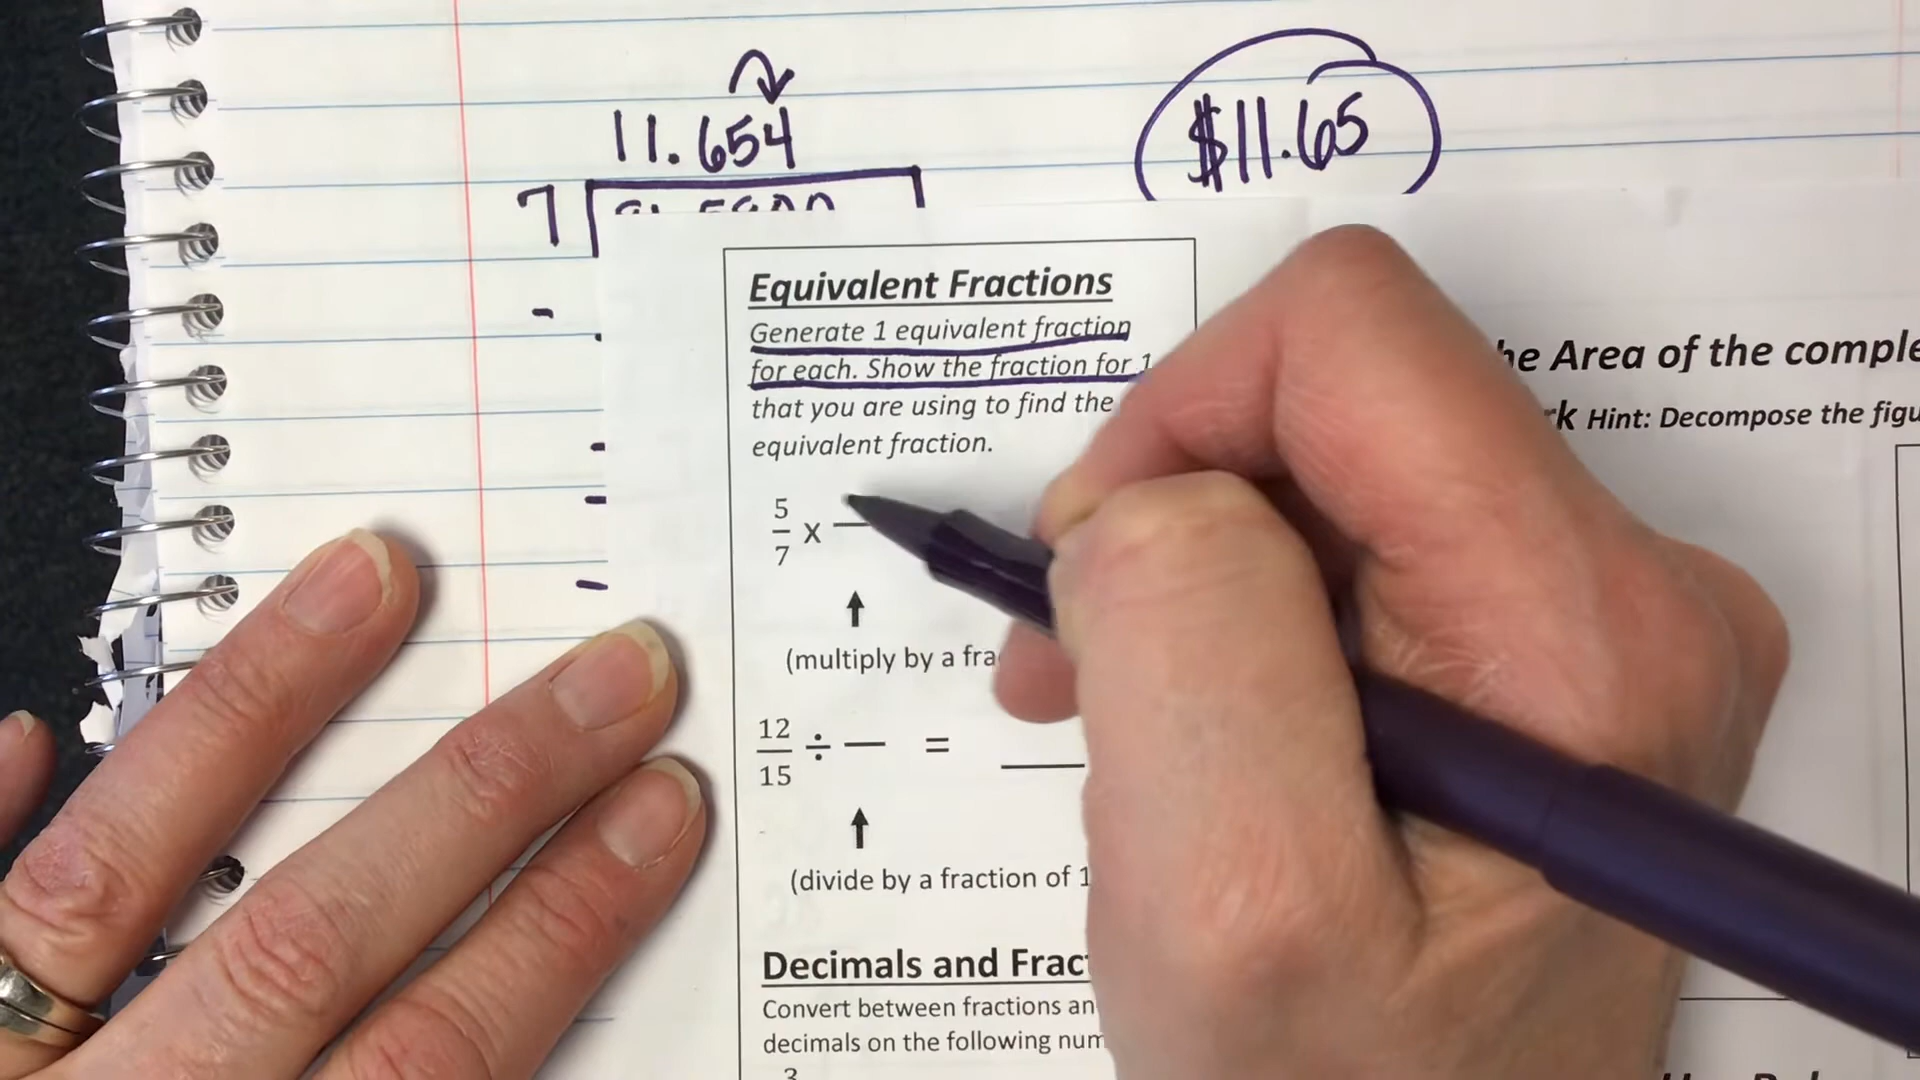 11.654
$11.65
7
Equivalent Fractions
Generate 1 equivalent fraction
for each. Show the fraction for 1
that you are using to find the
equivalent fraction.
he Area of the comple
rk Hint: Decompose the figu
5
7
x
(multiply by a fra
12
15
÷ =
(divide by a fraction of 1
Decimals and Frac
Convert between fractions an
decimals on the following num
3